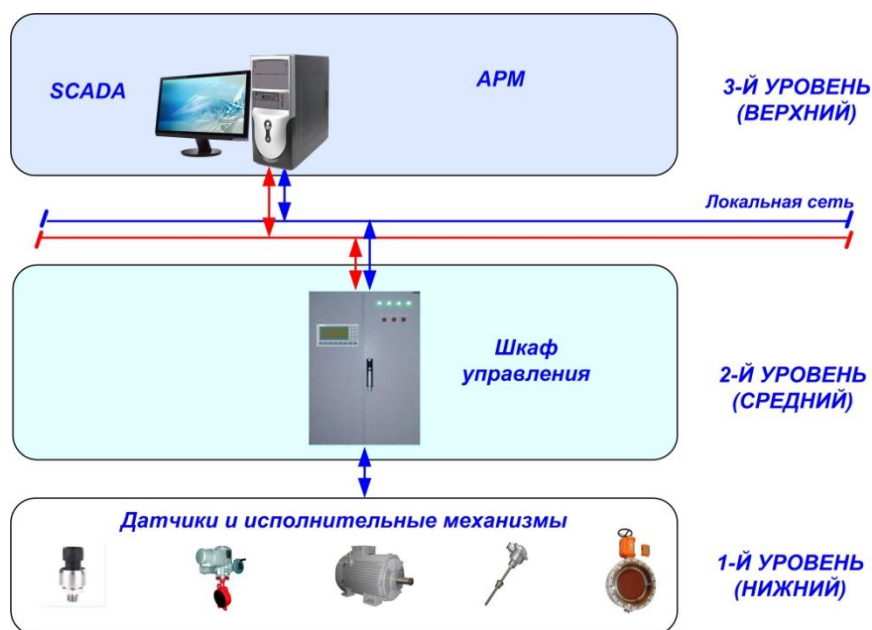 SCADA
АРМ
3-Й УРОВЕНЬ
(ВЕРХНИЙ)
Локальная сеть
Шкаф
управления
2-Й УРОВЕНЬ
(СРЕДНИЙ)
Датчики и исполнительные механизмы
1-Й УРОВЕНЬ
(НИЖНИЙ)